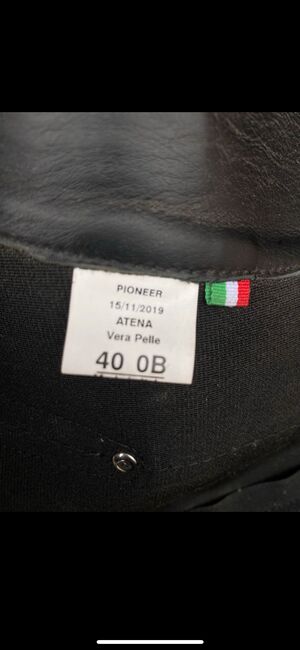 PIONEER
15/11/2019
ATENA
Vera Pelle
40 0B